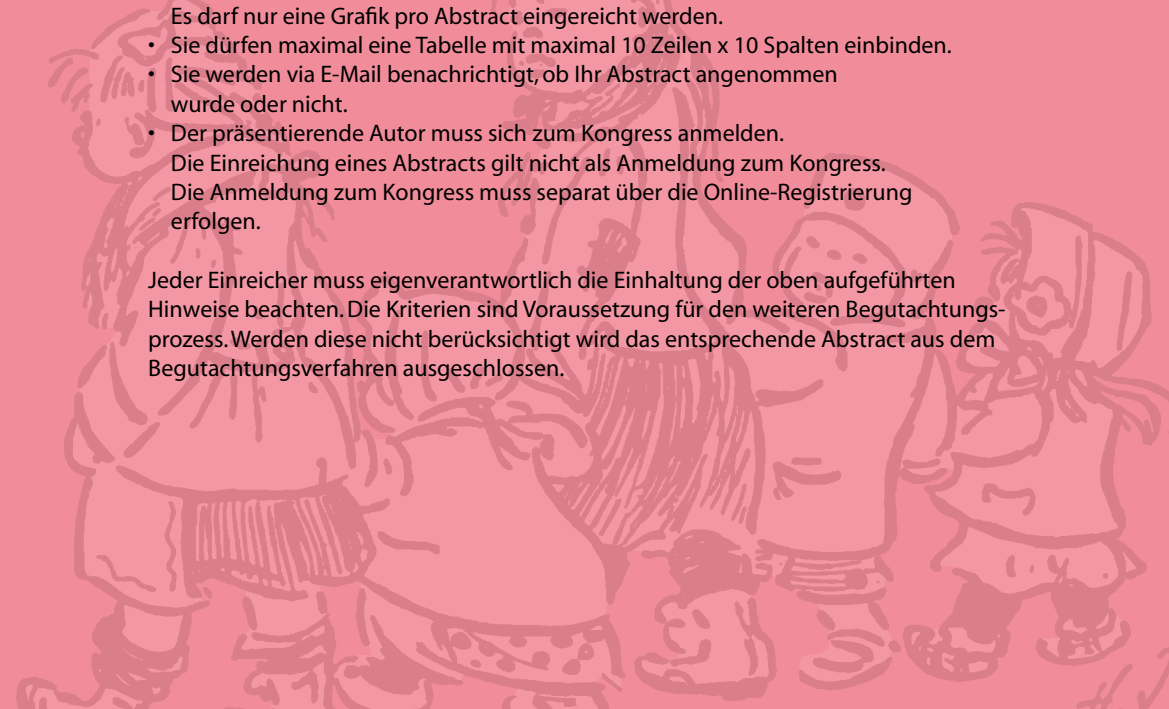 Es darf nur eine Grafik pro Abstract eingereicht werden.
• Sie dürfen maximal eine Tabelle mit maximal 10 Zeilen x 10 Spalten einbinden.
• Sie werden via E-Mail benachrichtigt, ob Ihr Abstract angenommen
wurde oder nicht.
• Der präsentierende Autor muss sich zum Kongress anmelden.
Die Einreichung eines Abstracts gilt nicht als Anmeldung zum Kongress.
Die Anmeldung zum Kongress muss separat über die Online-Registrierung
erfolgen.
Jeder Einreicher muss eigenverantwortlich die Einhaltung der oben aufgeführten
Hinweise beachten. Die Kriterien sind Voraussetzung für den weiteren Begutachtungs-
prozess. Werden diese nicht berücksichtigt wird das entsprechende Abstract aus dem
Begutachtungsverfahren ausgeschlossen.